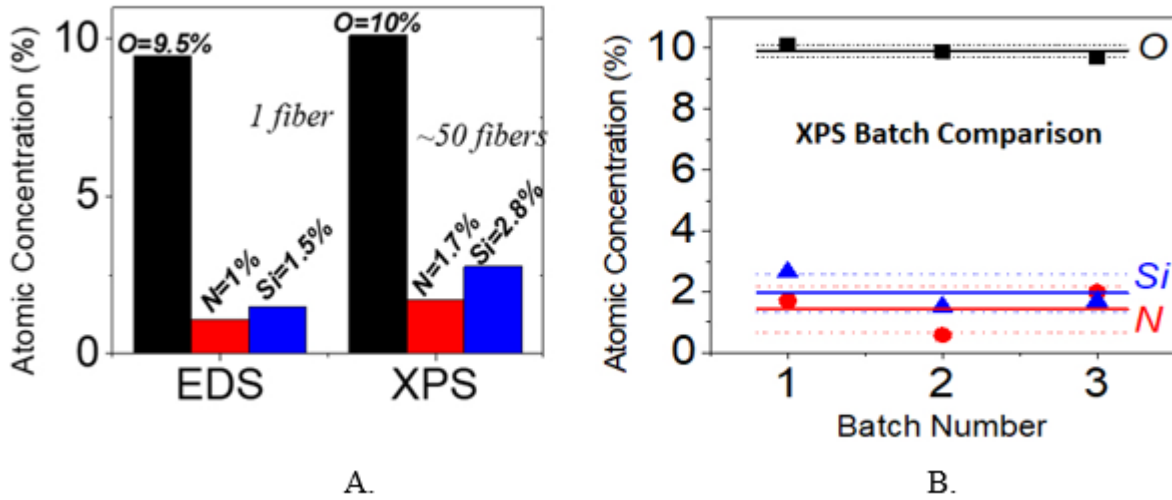 Atomic Concentration (%)
10
5
0
O=9.5%
N=1%
Si=1.5%
1 fiber
O=10%
N=1.7%
Si=2.8%
~50 fibers
EDS
XPS
A.
Atomic Concentration (%)
10
8
6
4
2
0
O
XPS Batch Comparison
Si
N
1
2
3
Batch Number
B.